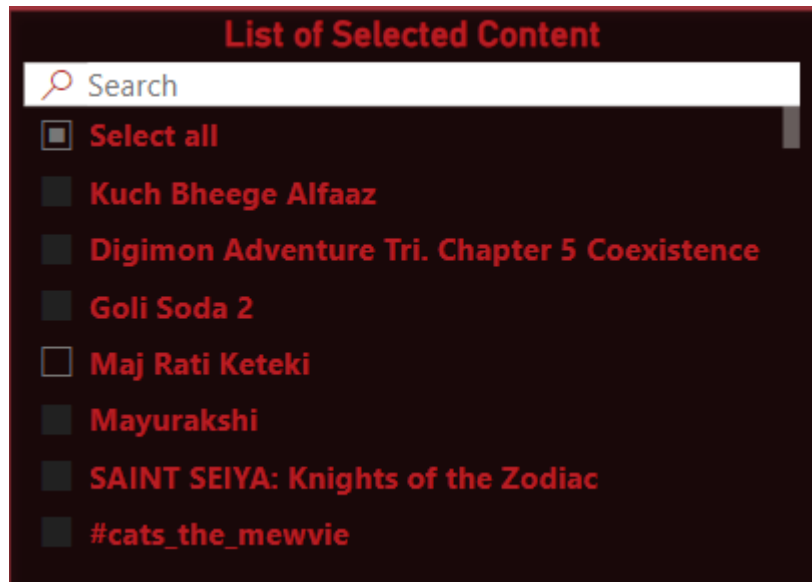 List of Selected Content
Search
Select all
Kuch Bheege Alfaaz
Digimon Adventure Tri. Chapter 5 Coexistence
Goli Soda 2
Maj Rati Keteki
Mayurakshi
SAINT SEIYA: Knights of the Zodiac
#cats_the_mewvie